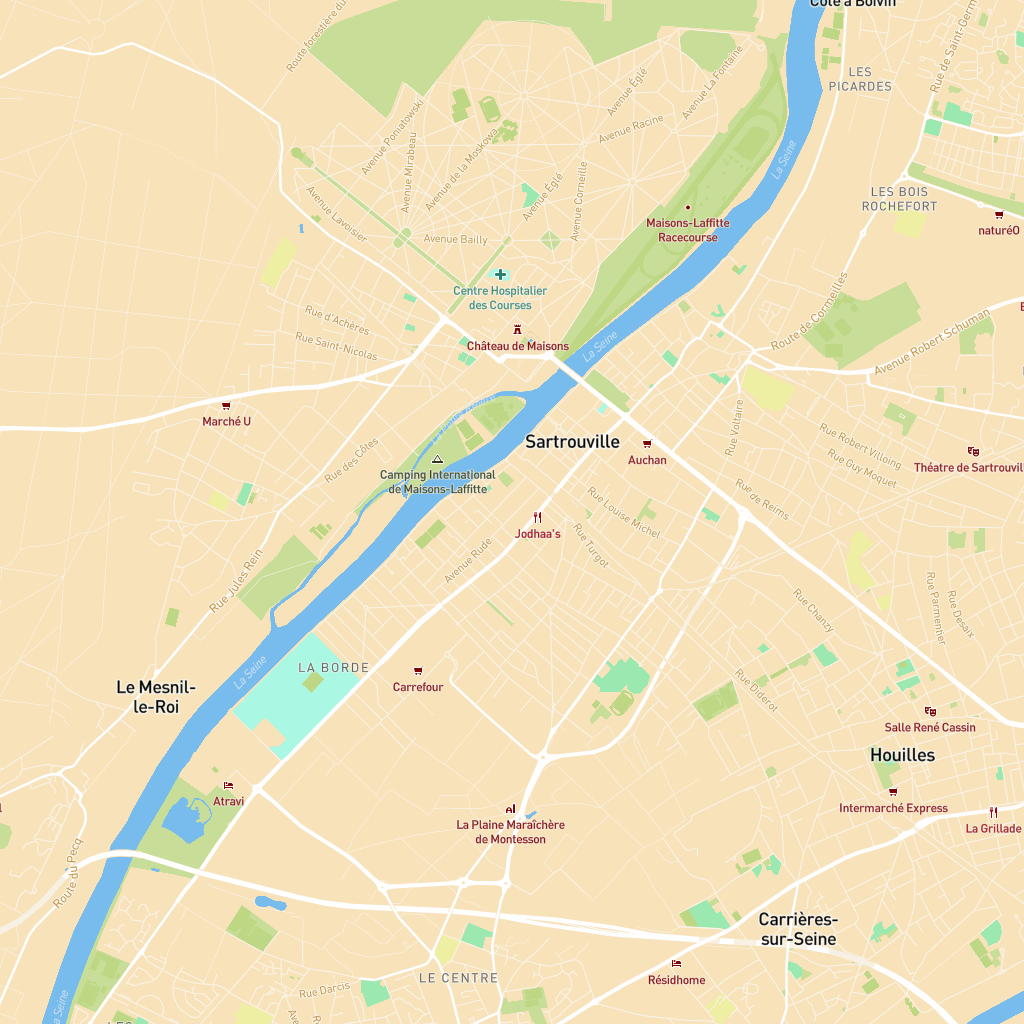 Côte à Boivin
Route forestière du
Rue de Saint-Germ
LES
PICARDES
Avenue Églé
Avenue La Fontaine
Avenue Poniatowski
Avenue Racine
Avenue Mirabeau
Avenue de la Moskowa
La Seine
Avenue Églé
Avenue Corneille
LES BOIS
ROCHEFORT
Avenue Lavoisier
Maisons-Laffitte
Racecourse
naturéO
Avenue Bailly
Centre Hospitalier
des Courses
Rue d'Achères
Route de Cormeilles
Rue Saint-Nicolas
Château de Maisons
La Seine
Avenue Robert Schuman
Marché U
Rue Voltaire
Sartrouville
Rue des Côtes
Auchan
Rue Robert Villoing
Rue Guy Moquet
Théatre de Sartrouvill
Camping International
de Maisons-Laffitte
Rue Louise Michel
Rue de Reims
Jodhaa's
Rue Turgot
Avenue Rude
Rue Jules Rein
Rue Chanzy
Rue Parmentier
Rue Desaix
La Seine
LA BORDE
Le Mesnil-
le-Roi
Carrefour
Rue Diderot
Salle René Cassin
Houilles
Atravi
Intermarché Express
La Plaine Maraîchère
de Montesson
La Grillade
Route du Pecq
Carrières-
sur-Seine
LE CENTRE
Résidhome
Rue Darcis
La Seine
LES